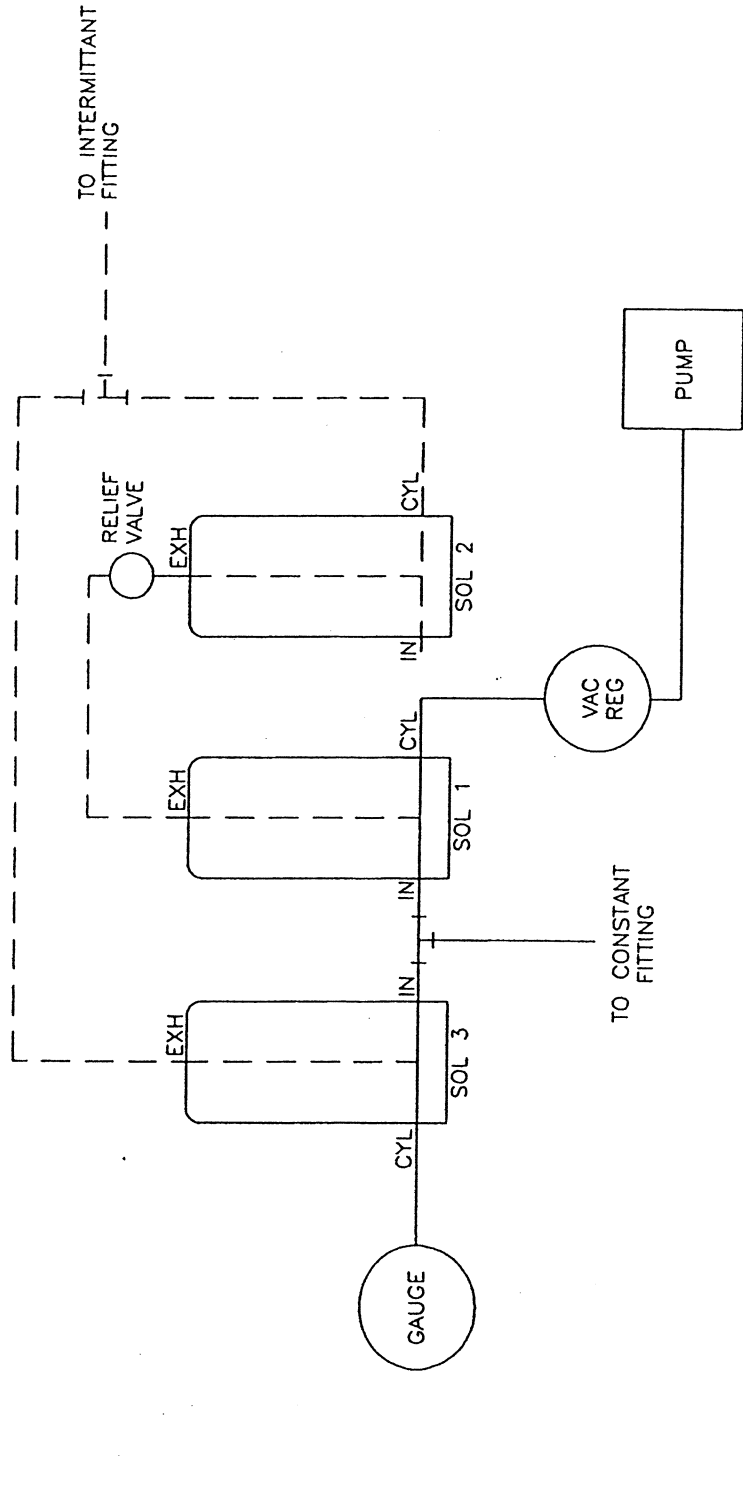 TO INTERMITTANT
FITTING
RELIEF
VALVE
EXH
EXH
EXH
CYL
IN
IN
CYL
IN
CYL
SOL 3
SOL 1
SOL 2
GAUGE
TO CONSTANT
FITTING
VAC
REG
PUMP